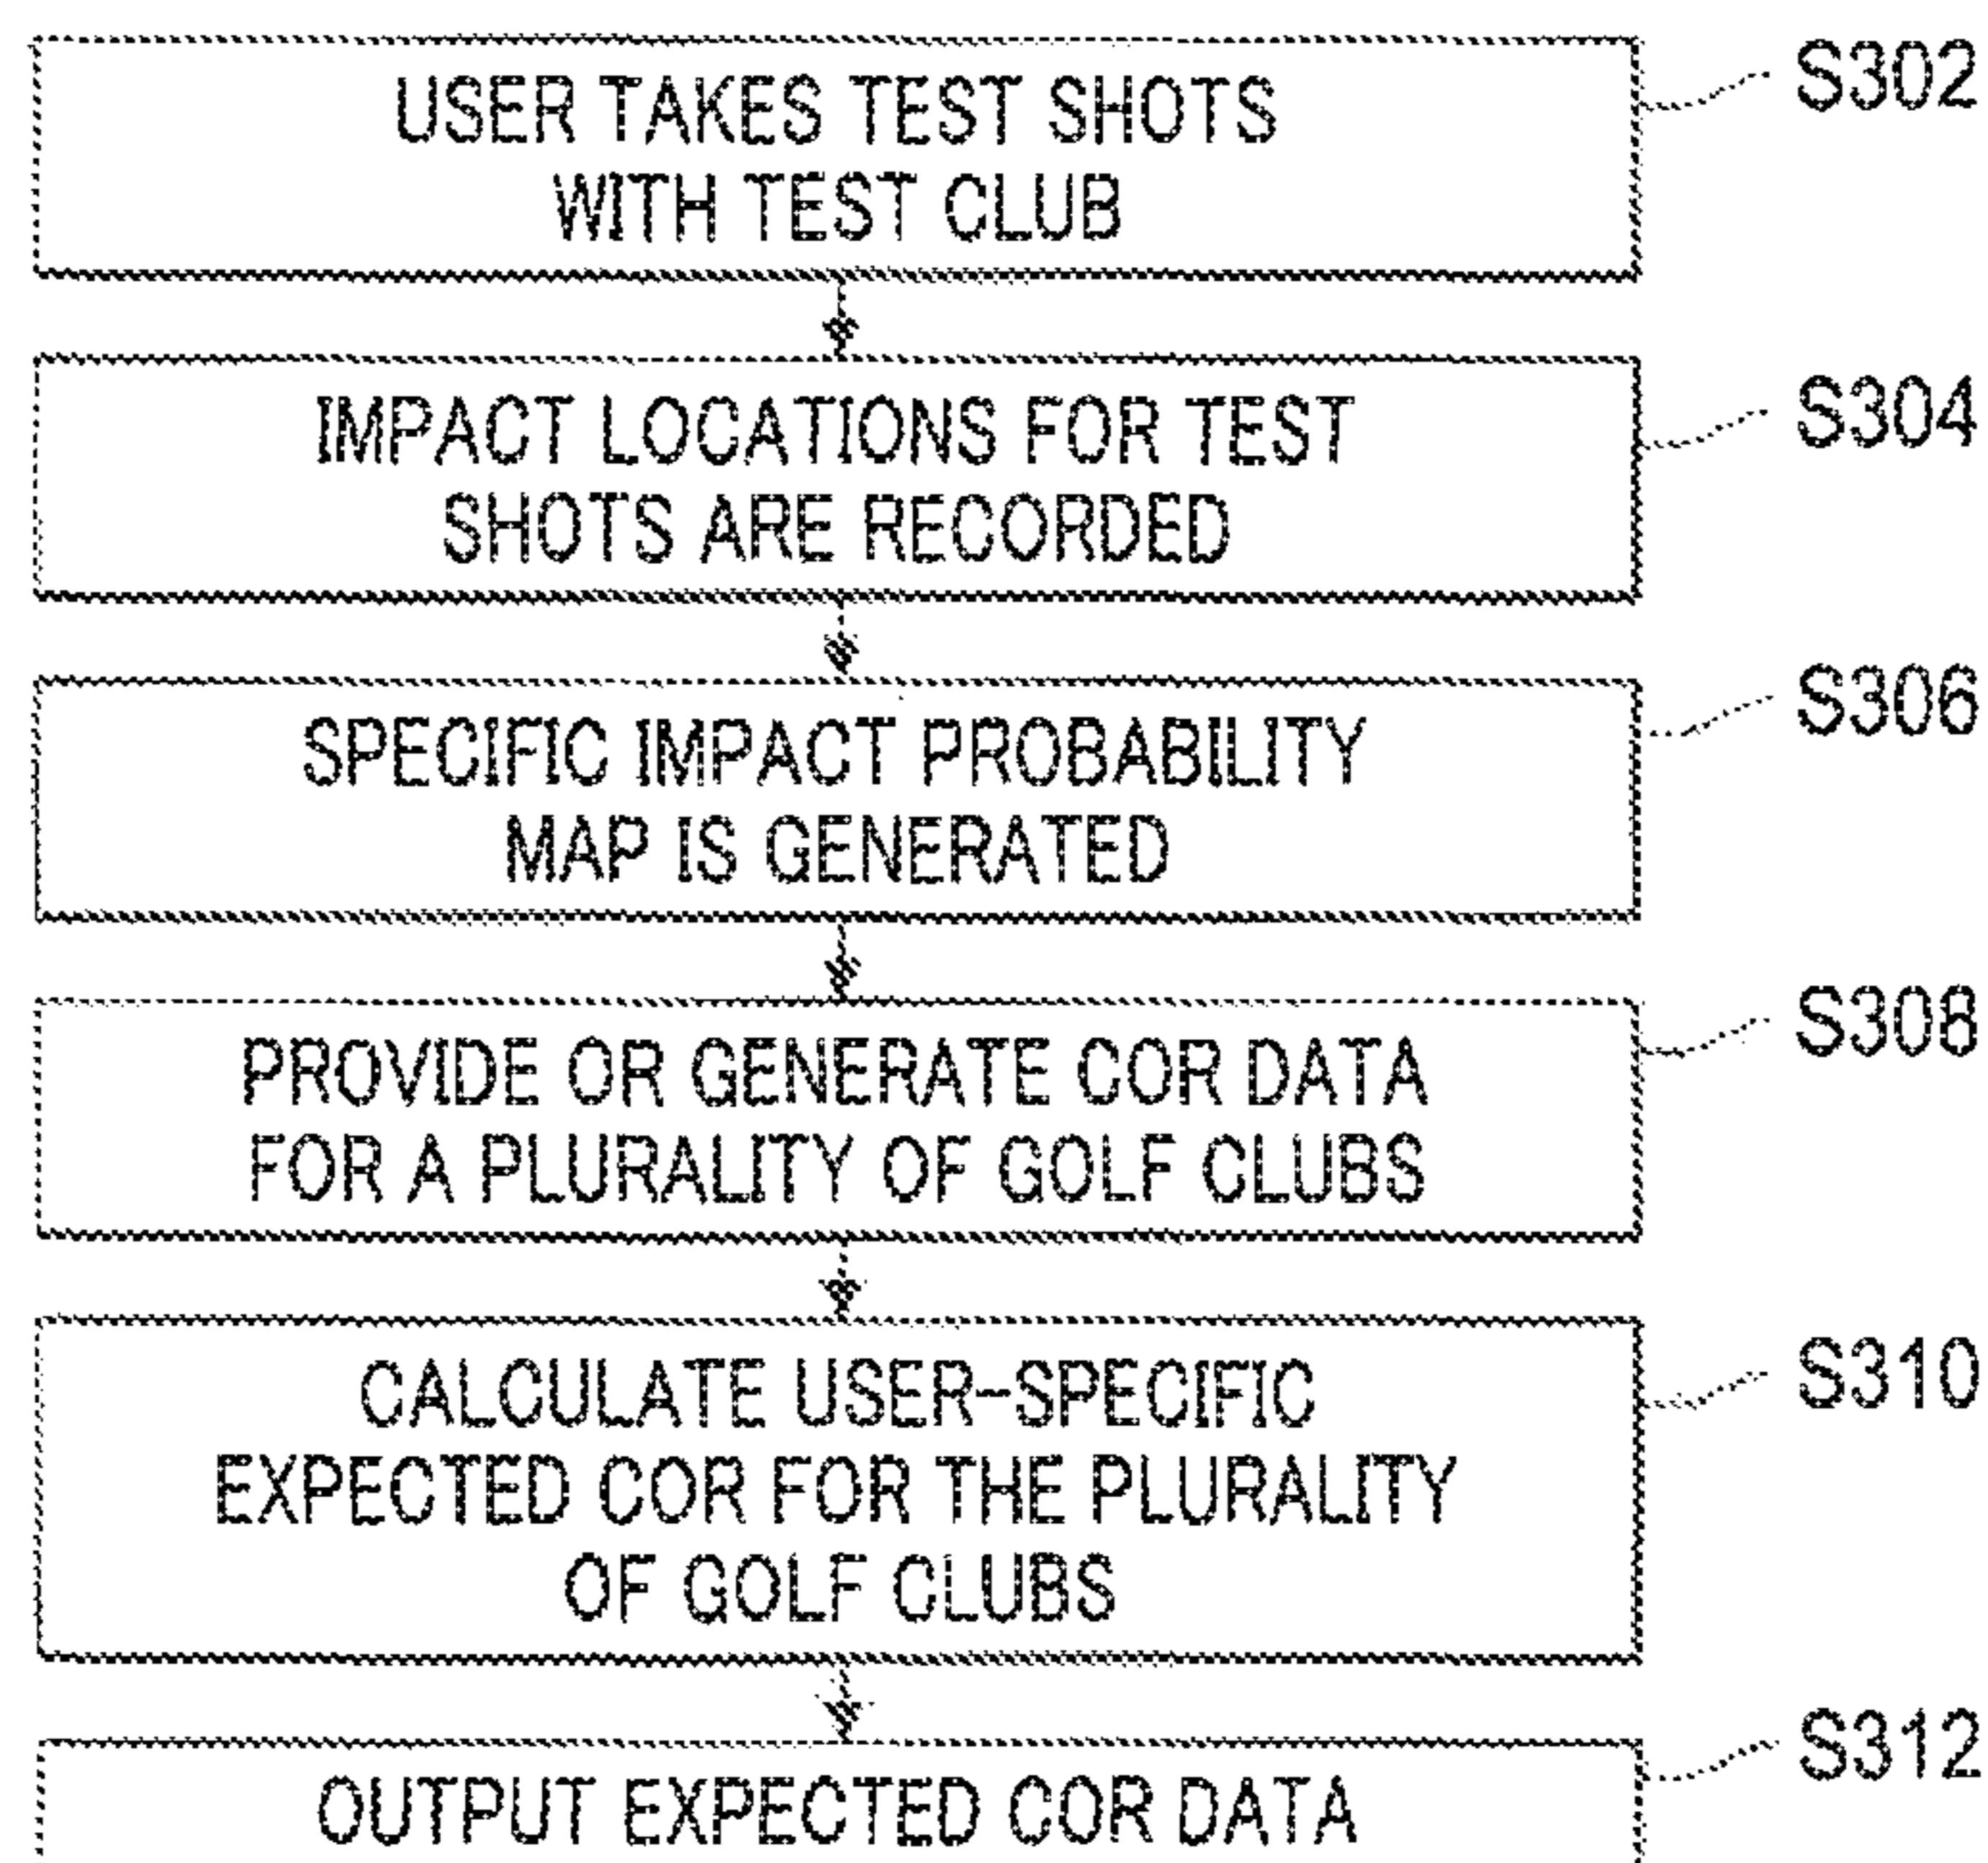 USER TAKES TEST SHOTS
WITH TEST CLUB
S302
IMPACT LOCATIONS FOR TEST
SHOTS ARE RECORDED
S304
SPECIFIC IMPACT PROBABILITY
MAP IS GENERATED
S306
PROVIDE OR GENERATE COR DATA
FOR A PLURALITY OF GOLF CLUBS
S308
CALCULATE USER-SPECIFIC
EXPECTED COR FOR THE PLURALITY
OF GOLF CLUBS
S310
OUTPUT EXPECTED COR DATA
S312